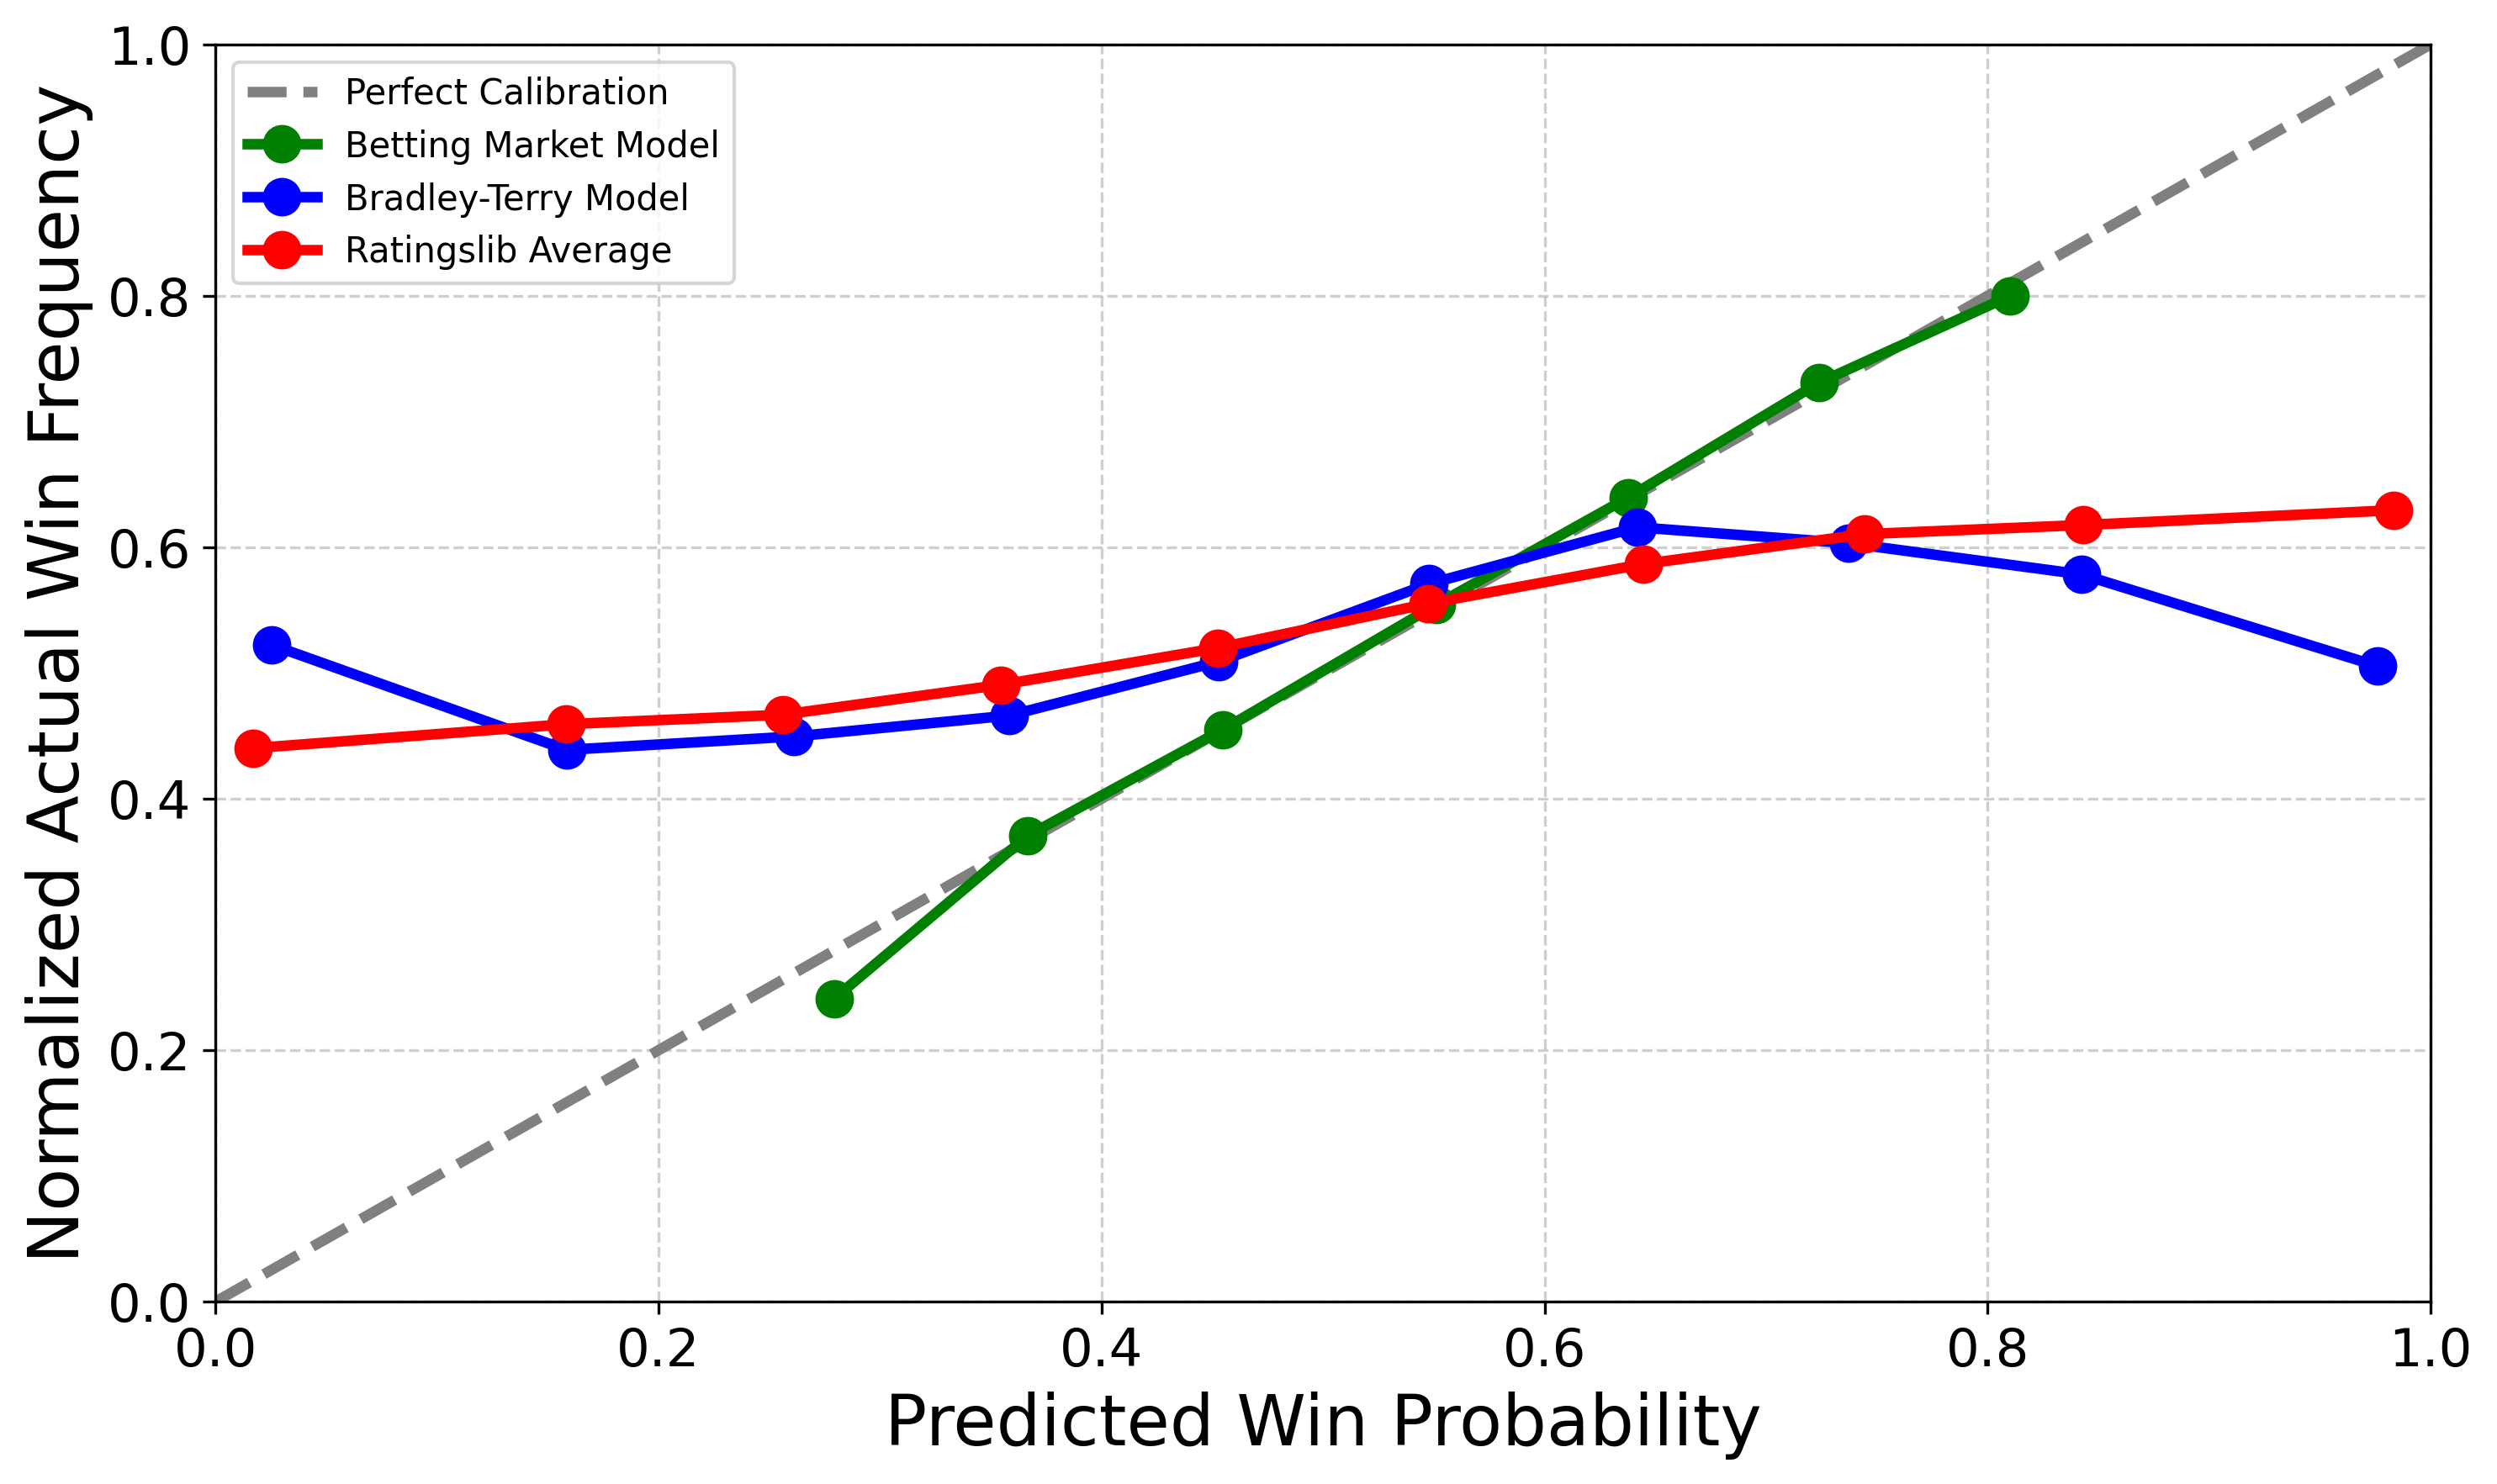 Normalized Actual Win Frequency
1.0
0.8
0.6
0.4
0.2
0.0
Perfect Calibration
Betting Market Model
Bradley-Terry Model
Ratingslib Average
0.0 0.2 0.4 0.6 0.8 1.0
Predicted Win Probability